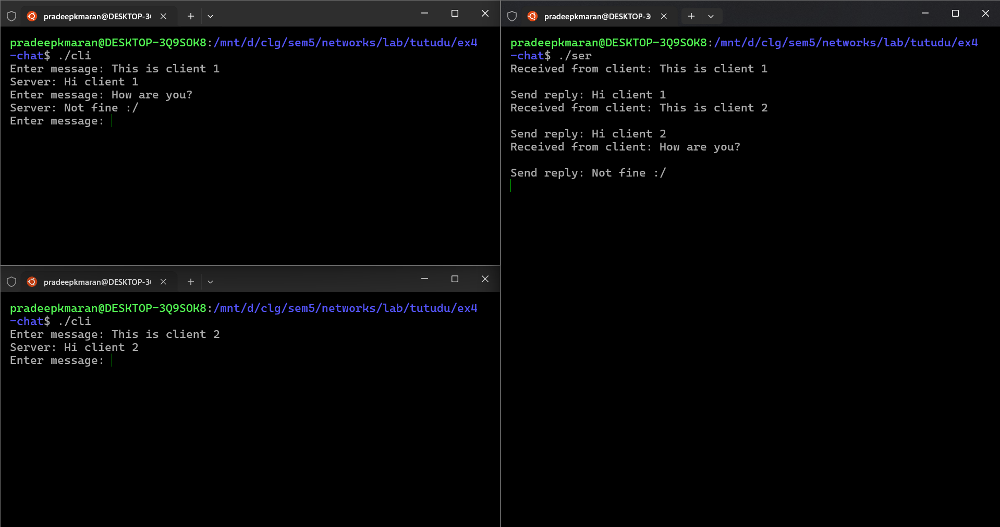 pradeepkmaran@DESKTOP-3
pradeepkmaran@DESKTOP-3Q9SOK8:/mnt/d/clg/sem5/networks/lab/tutudu/ex4
-chat$ ./cli
Enter message: This is client 1
Server: Hi client 1
Enter message: How are you?
Server: Not fine :/
Enter message:
pradeepkmaran@DESKTOP-3
pradeepkmaran@DESKTOP-3Q9SOK8:/mnt/d/clg/sem5/networks/lab/tutudu/ex4
-chat$ ./cli
Enter message: This is client 2
Server: Hi client 2
Enter message:
pradeepkmaran@DESKTOP-3
pradeepkmaran@DESKTOP-3Q9SOK8:/mnt/d/clg/sem5/networks/lab/tutudu/ex4
-chat$ ./ser
Received from client: This is client 1
Send reply: Hi client 1
Received from client: This is client 2
Send reply: Hi client 2
Received from client: How are you?
Send reply: Not fine :/